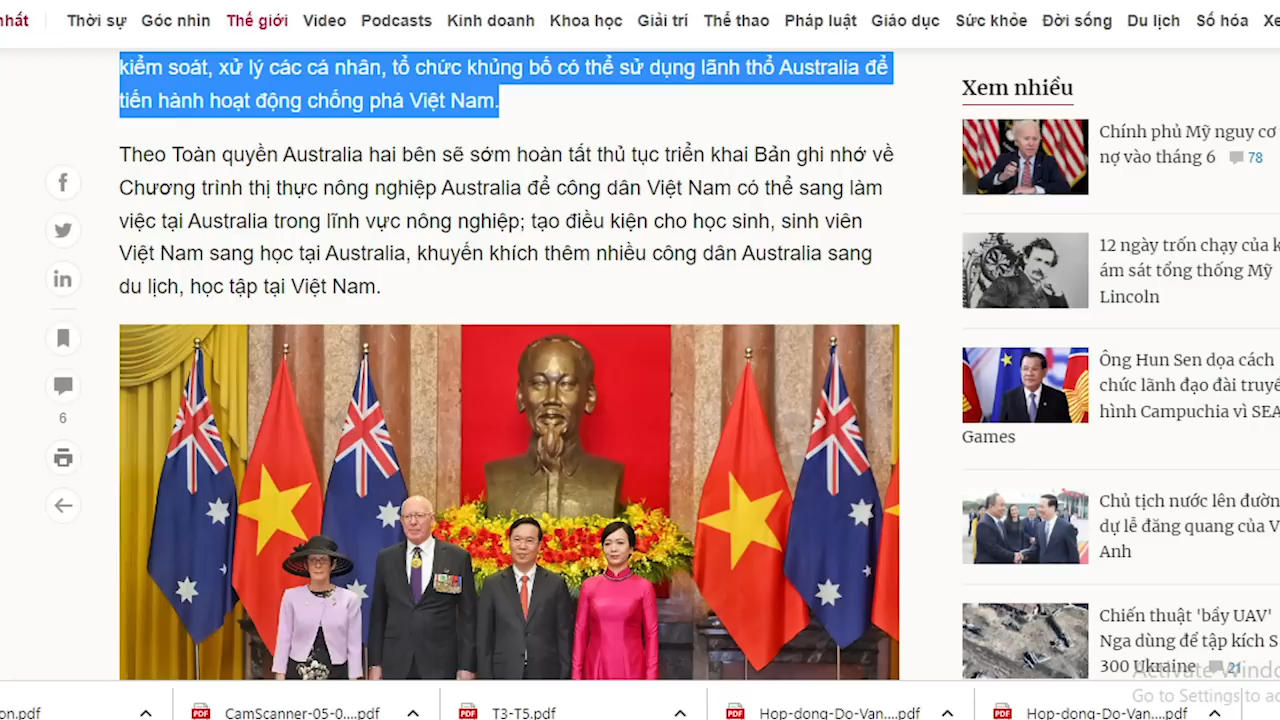 nhất Thời sự Góc nhìn Thế giới Video Podcasts Kinh doanh Khoa học Giải trí Thể thao Pháp luật Giáo dục Sức khỏe Đời sống Du lịch Số hóa Xe
kiểm soát, xử lý các cá nhân, tổ chức khủng bố có thể sử dụng lãnh thổ Australia để
tiến hành hoạt động chống phá Việt Nam.
Theo Toàn quyền Australia hai bên sẽ sớm hoàn tất thủ tục triển khai Bản ghi nhớ về
Chương trình thị thực nông nghiệp Australia để công dân Việt Nam có thể sang làm
việc tại Australia trong lĩnh vực nông nghiệp; tạo điều kiện cho học sinh, sinh viên
Việt Nam sang học tại Australia, khuyến khích thêm nhiều công dân Australia sang
du lịch, học tập tại Việt Nam.
6
Xem nhiều
Chính phủ Mỹ nguy cơ
nợ vào tháng 6 78
12 ngày trốn chạy của k
ám sát tổng thống Mỹ
Lincoln
Ông Hun Sen dọa cách
chức lãnh đạo đài truyề
hình Campuchia vì SEA
Games
Chủ tịch nước lên đườn
dự lễ đăng quang của V
Anh
Chiến thuật 'bầy UAV'
Nga dùng để tập kích S
300 Ukraine 21
Activate Windo
Go to Settings to ac
on.pdf
PDF CamScanner-05-0....pdf
PDF T3-T5.pdf
PDF Hop-dong-Do-Van....pdf
PDF Hop-dong-Do-Van....pdf